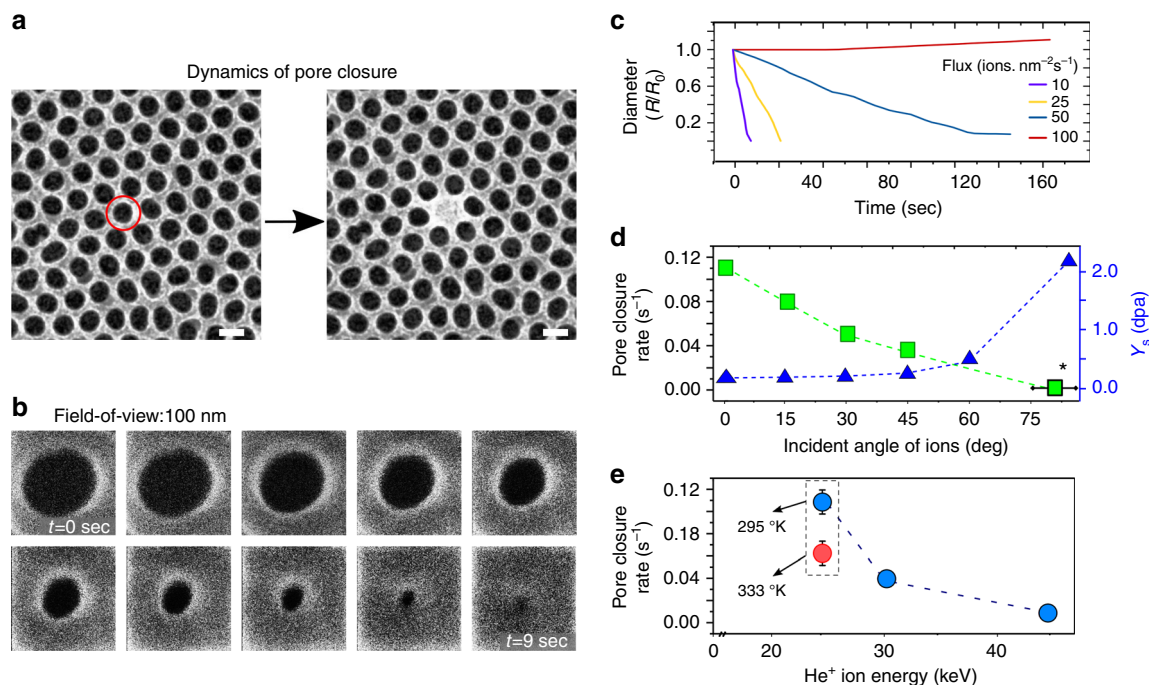 a
Dynamics of pore closure
b
Field-of-view:100 nm
t=0 sec
t=9 sec
c
Diameter
(R/R0)
1.0
0.6
0.2
Flux (ions. nm⁻²s⁻¹)
10
25
50
100
0 40 80 120 160
Time (sec)
d
Pore closure
rate (s⁻¹)
0.12
0.08
0.04
0.00
*
2.0
1.0
0.0
Ys (dpa)
0 15 30 45 60 75
Incident angle of ions (deg)
e
Pore closure
rate (s⁻¹)
0.12
0.18
0.04
0.00
295 °K
333 °K
0 20 30 40
He⁺ ion energy (keV)